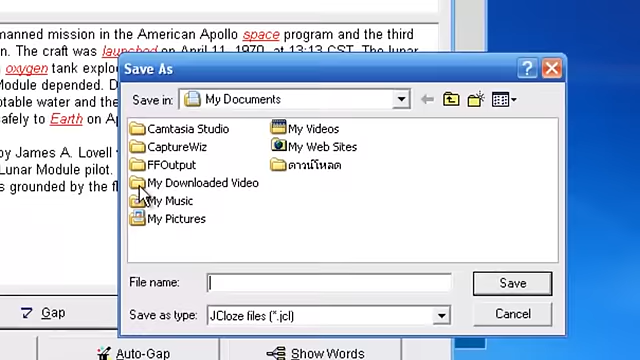 manned mission in the American Apollo space program and the third
n. The craft was launched on April 11, 1970, at 13:13 CST. The lunar
oxygen tank explo
Module depended. D
otable water and the
safely to Earth on Ap
by James A. Lovell
Lunar Module pilot.
s grounded by the fl
Save As
Save in: My Documents
Camtasia Studio
CaptureWiz
FFOutput
My Downloaded Video
My Music
My Pictures
My Videos
My Web Sites
ดาวน์โหลด
File name: Save
Save as type: JCloze files (*.jcl) Cancel
Gap
Auto-Gap Show Words